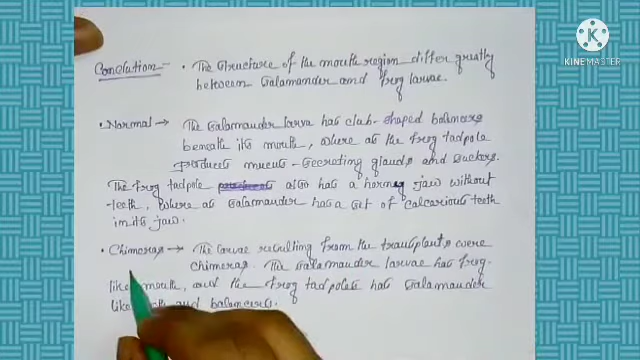 KINEMASTER
Conclution - • The structure of the mouth region differ greatly
between Salamander and frog larvae.
• Normal → The Salamander larva has club-shaped balancers
beneath its mouth, where as the frog tadpole
produces mucus-secreting glands and suckers.
The frog tadpole also has a horny jaw without
teeth, where as Salamander has a set of calcarious teeth
in its jaw.
• Chimeras → The larvae resulting from the transplants were
chimeras. The Salamander larvae has frog-
like mouth, and the frog tadpoles has Salamander
like and balancers.